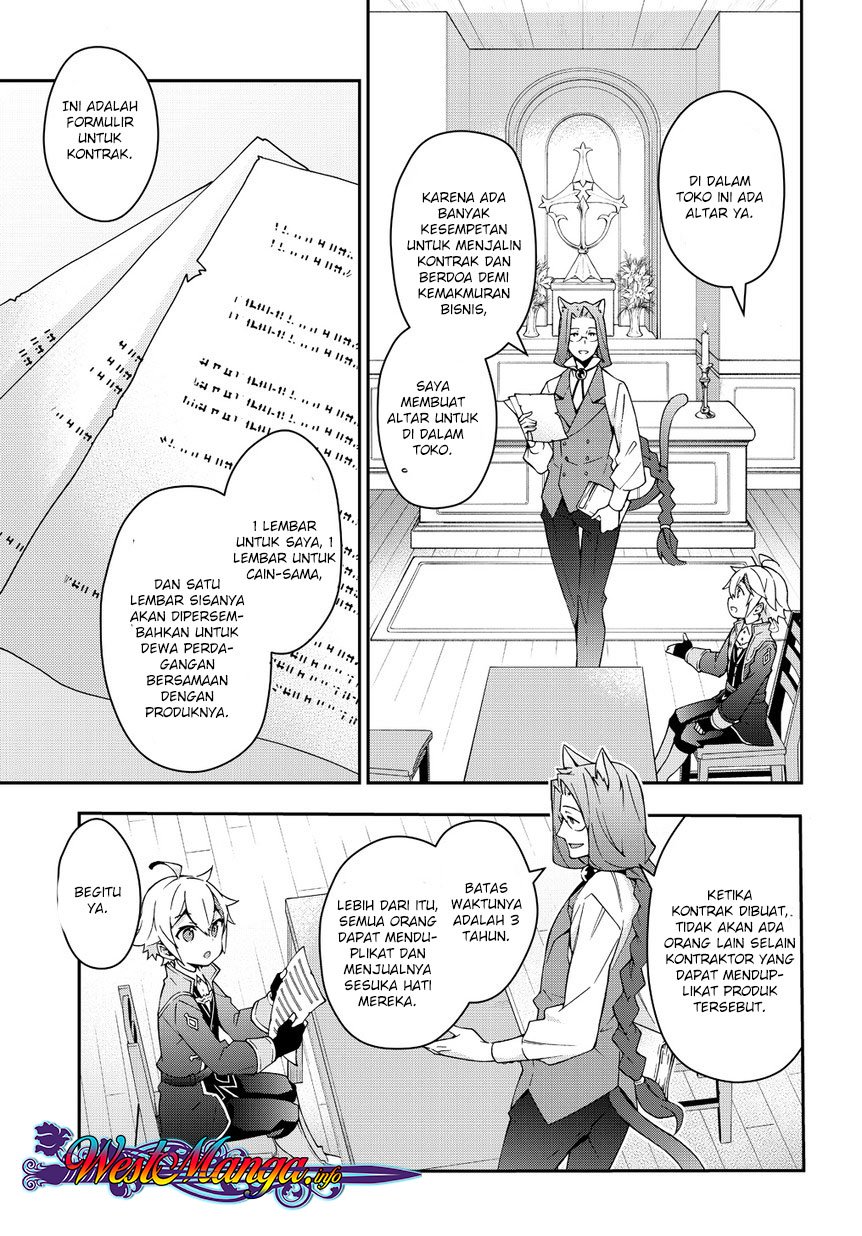 DI DALAM
TOKO INI ADA
ALTAR YA.
KARENA ADA
BANYAK
KESEMPETAN
UNTUK MENJALIN
KONTRAK DAN
BERDOA DEMI
KEMAKMURAN
BISNIS,
SAYA
MEMBUAT
ALTAR UNTUK
DI DALAM
TOKO.
INI ADALAH
FORMULIR
UNTUK
KONTRAK.
1 LEMBAR
UNTUK SAYA, 1
LEMBAR UNTUK
CAIN-SAMA,
DAN SATU
LEMBAR SISANYA
AKAN DIPERSEM-
BAHKAN UNTUK
DEWA PERDA-
GANGAN
BERSAMAAN
DENGAN
PRODUKNYA.
KETIKA
KONTRAK DIBUAT,.
TIDAK AKAN ADA
ORANG LAIN SELAIN
KONTRAKTOR YANG
DAPAT MENDUP-
LIKAT PRODUK
TERSEBUT.
BATAS
WAKTUNYA
ADALAH 3
TAHUN.
LEBIH DARI ITU,
SEMUA ORANG
DAPAT MENDU-
PLIKAT DAN
MENJUALNYA
SESUKA HATI
MEREKA.
BEGITU
YA.
WestManga.info